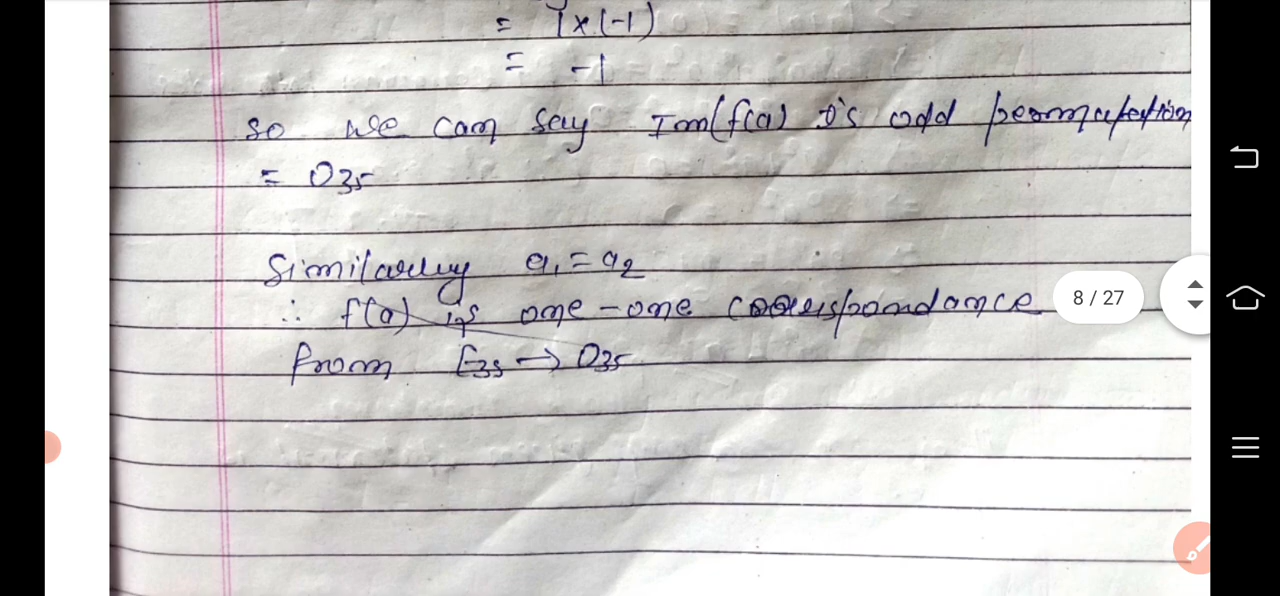 = 1×(-1)
= -1
so we can say Im(f(a) is odd permutation
= O35
Similarly a1 = a2
∴ f(a) is one-one correspondance
8 / 27
from E35 → O35